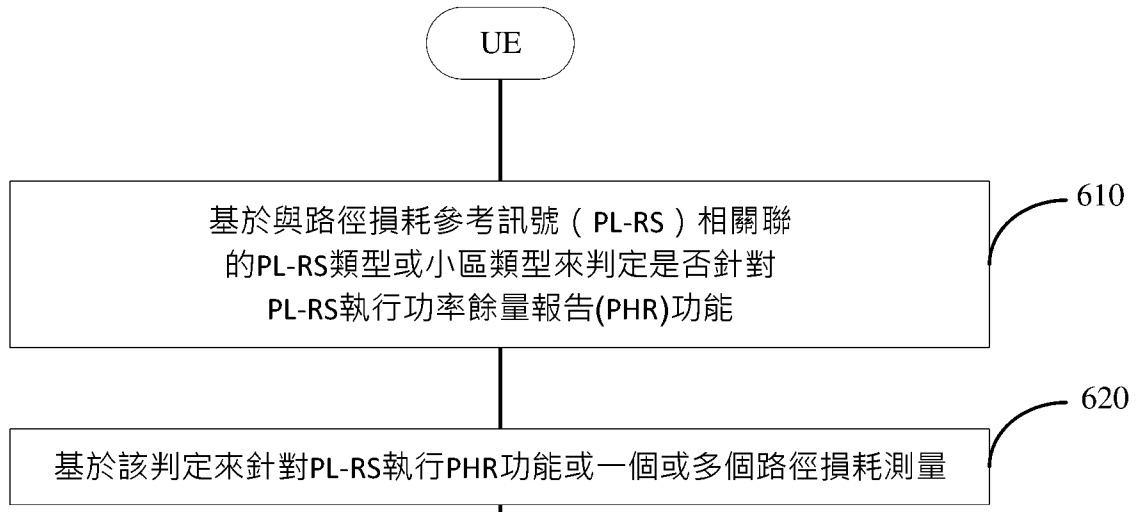 UE
基於與路徑損耗參考訊號（PL-RS）相關聯
的PL-RS類型或小區類型來判定是否針對
PL-RS執行功率餘量報告(PHR)功能
610
基於該判定來針對PL-RS執行PHR功能或一個或多個路徑損耗測量
620